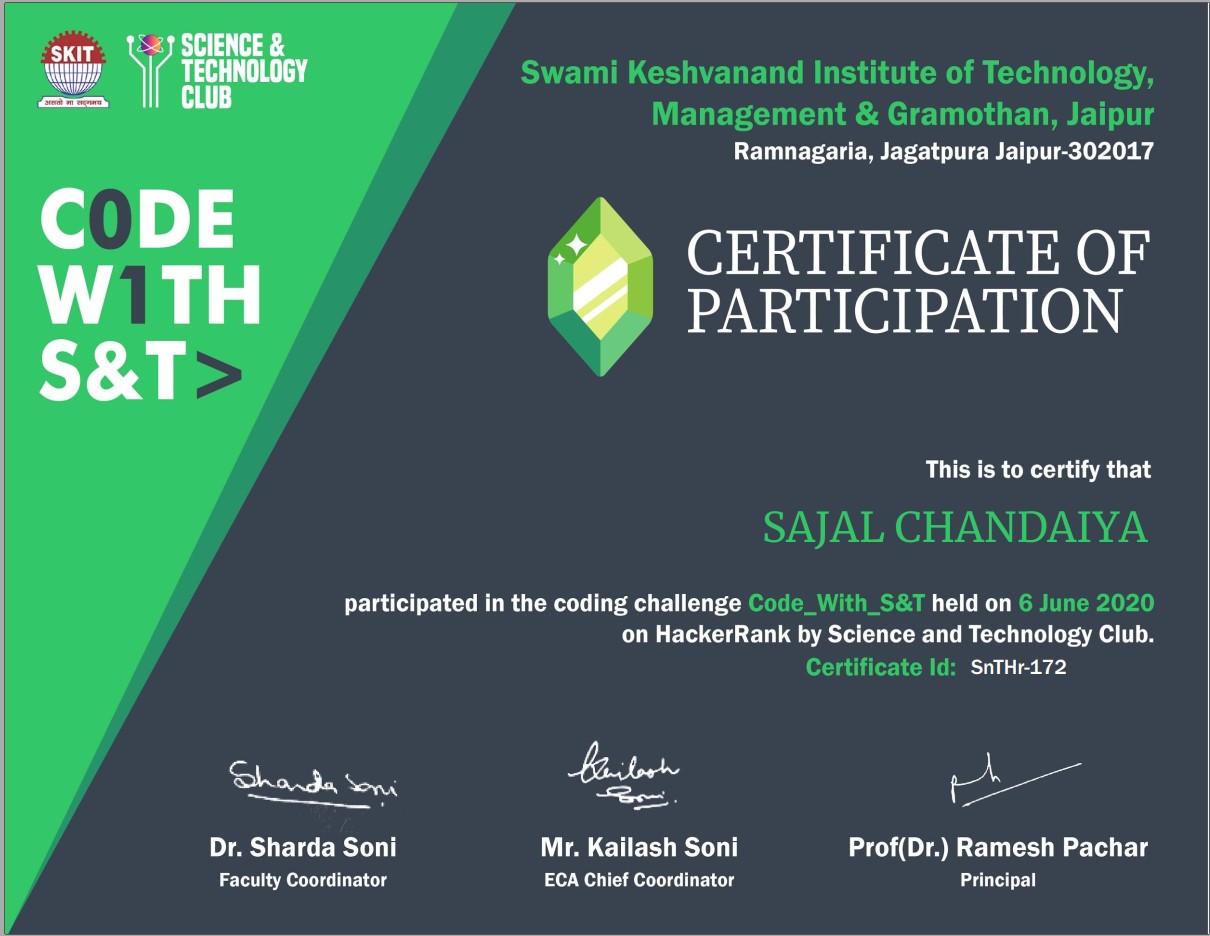 SKIT
असतो मा सद्गमय
SCIENCE &
TECHNOLOGY
CLUB
Swami Keshvanand Institute of Technology,
Management & Gramothan, Jaipur
Ramnagaria, Jagatpura Jaipur-302017
C0DE
W1TH
S&T>
CERTIFICATE OF
PARTICIPATION
This is to certify that
SAJAL CHANDAIYA
participated in the coding challenge Code_With_S&T held on 6 June 2020
on HackerRank by Science and Technology Club.
Certificate Id: SnTHr-172
Sharda Soni
Kailash
Soni
Dr. Sharda Soni
Mr. Kailash Soni
Prof(Dr.) Ramesh Pachar
Faculty Coordinator
ECA Chief Coordinator
Principal